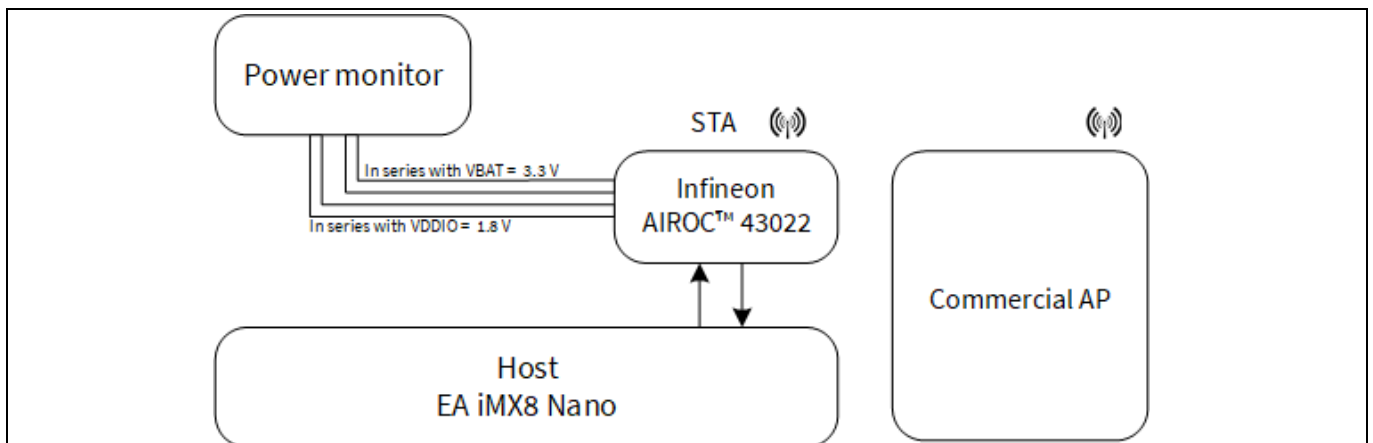 Power monitor
STA
In series with VBAT = 3.3 V
Infineon
AIROC™ 43022
In series with VDDIO = 1.8 V
Commercial AP
Host
EA iMX8 Nano